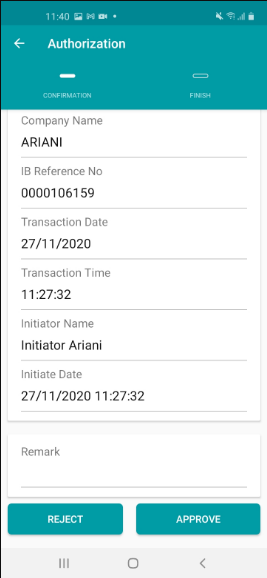 11:40
Authorization
CONFIRMATION FINISH
Company Name
ARIANI
IB Reference No
0000106159
Transaction Date
27/11/2020
Transaction Time
11:27:32
Initiator Name
Initiator Ariani
Initiate Date
27/11/2020 11:27:32
Remark
REJECT APPROVE